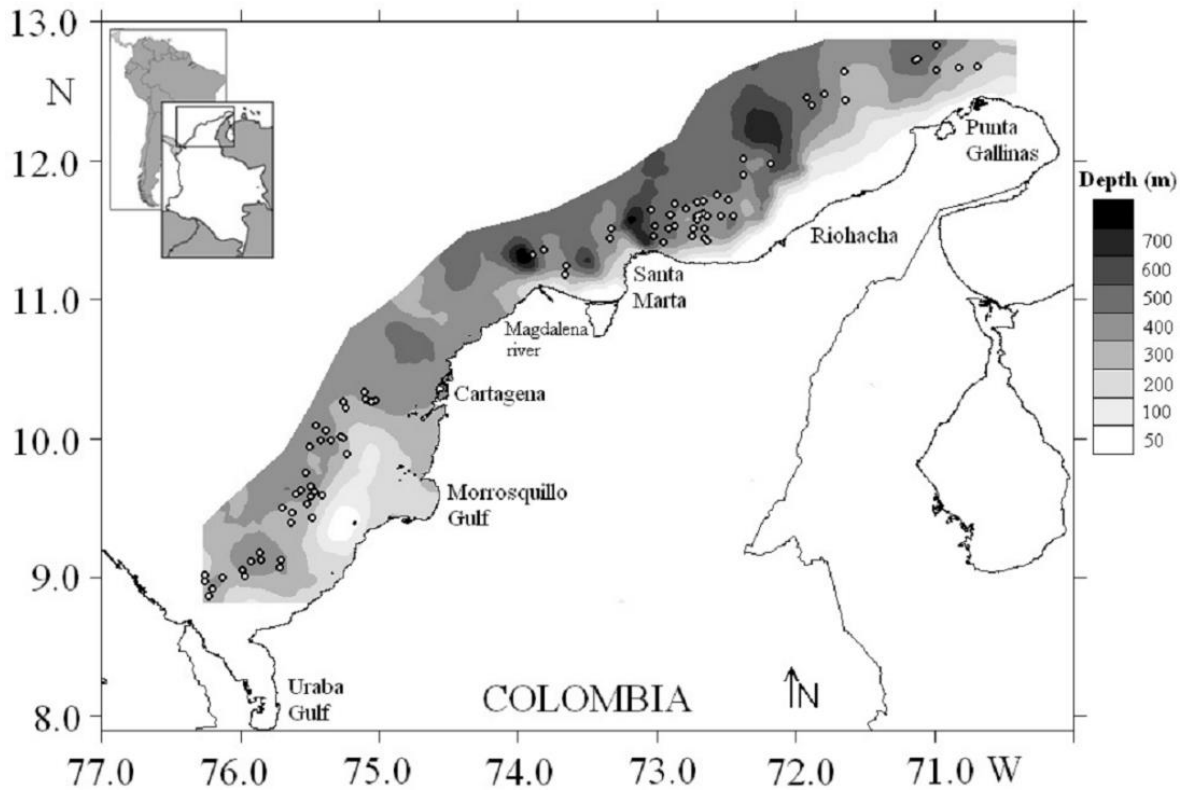 13.0
N
12.0
11.0
10.0
9.0
8.0
Punta
Gallinas
Riohacha
Santa
Marta
Magdalena
river
Cartagena
Morrosquillo
Gulf
Uraba
Gulf
COLOMBIA
N
Depth (m)
700
600
500
400
300
200
100
50
77.0 76.0 75.0 74.0 73.0 72.0 71.0 W